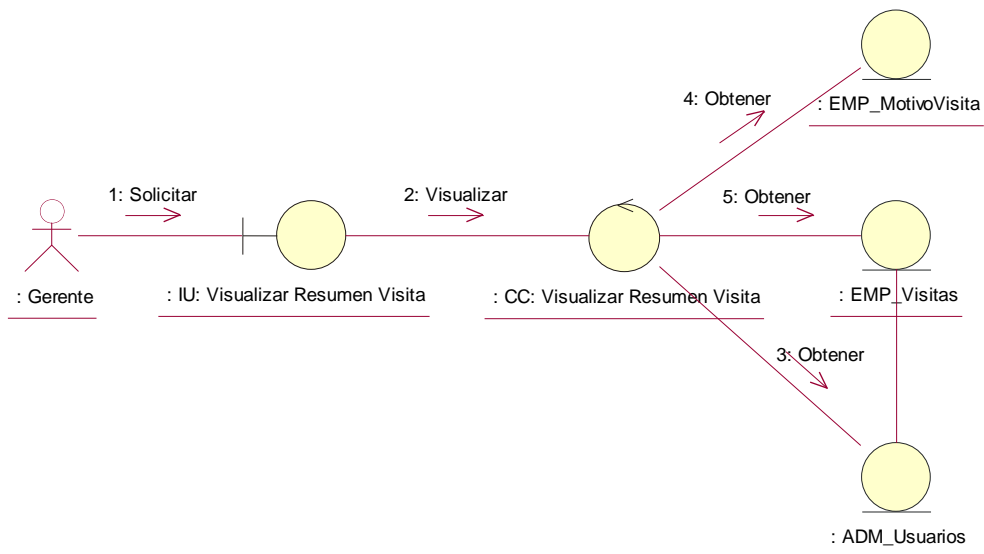 4: Obtener
: EMP_MotivoVisita
1: Solicitar
2: Visualizar
5: Obtener
: Gerente
: IU: Visualizar Resumen Visita
: CC: Visualizar Resumen Visita
: EMP_Visitas
3: Obtener
: ADM_Usuarios